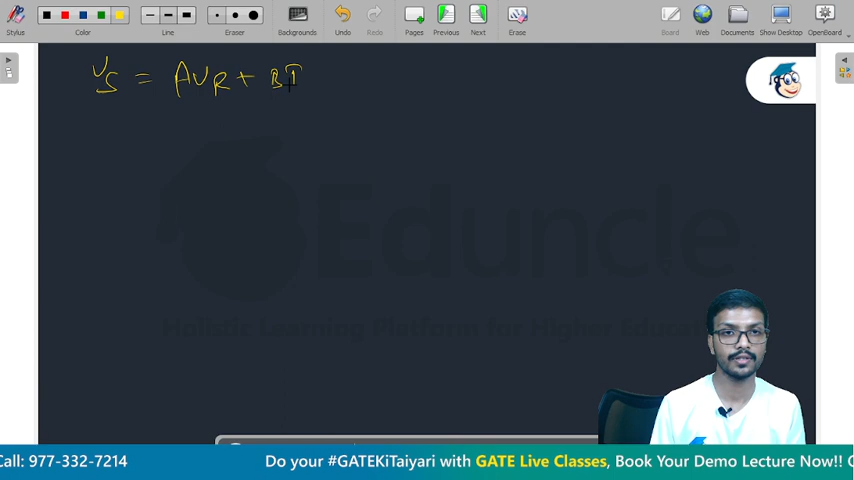 Stylus
Color
Line
Eraser
Backgrounds
Undo
Redo
Pages
Previous
Next
Erase
Board
Web
Documents
Show Desktop
OpenBoard
VS = AVR + BI
Eduncle
Holistic Learning Platform for Higher Educat
Call: 977-332-7214
Do your #GATEKiTaiyari with GATE Live Classes, Book Your Demo Lecture Now!! C